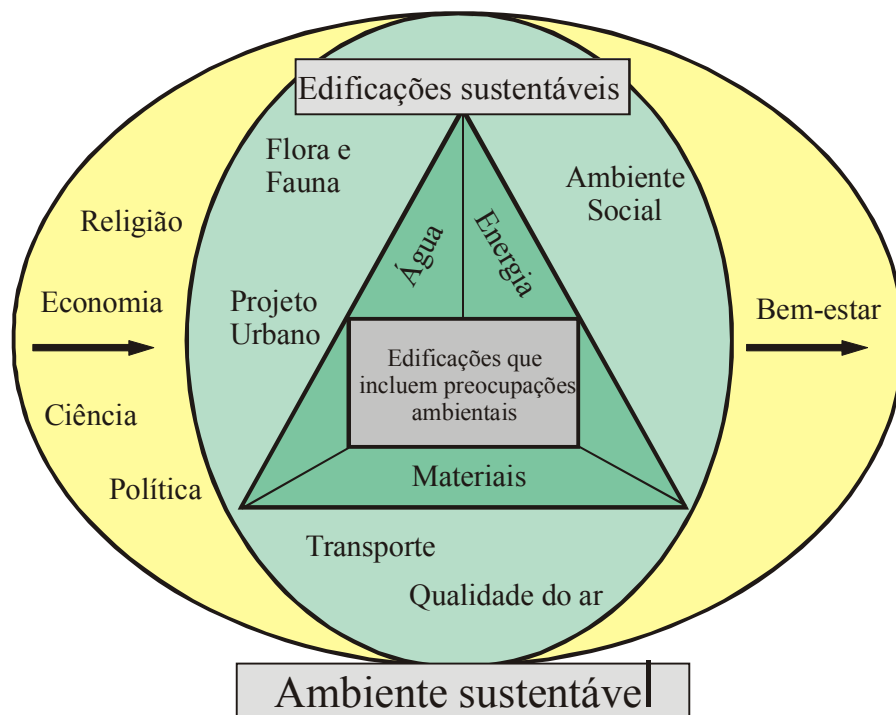 Edificações sustentáveis
Flora e
Fauna
Ambiente
Social
Religião
Água
Energia
Economia
Projeto
Urbano
Bem-estar
Edificações que
incluem preocupações
ambientais
Ciência
Política
Materiais
Transporte
Qualidade do ar
Ambiente sustentável